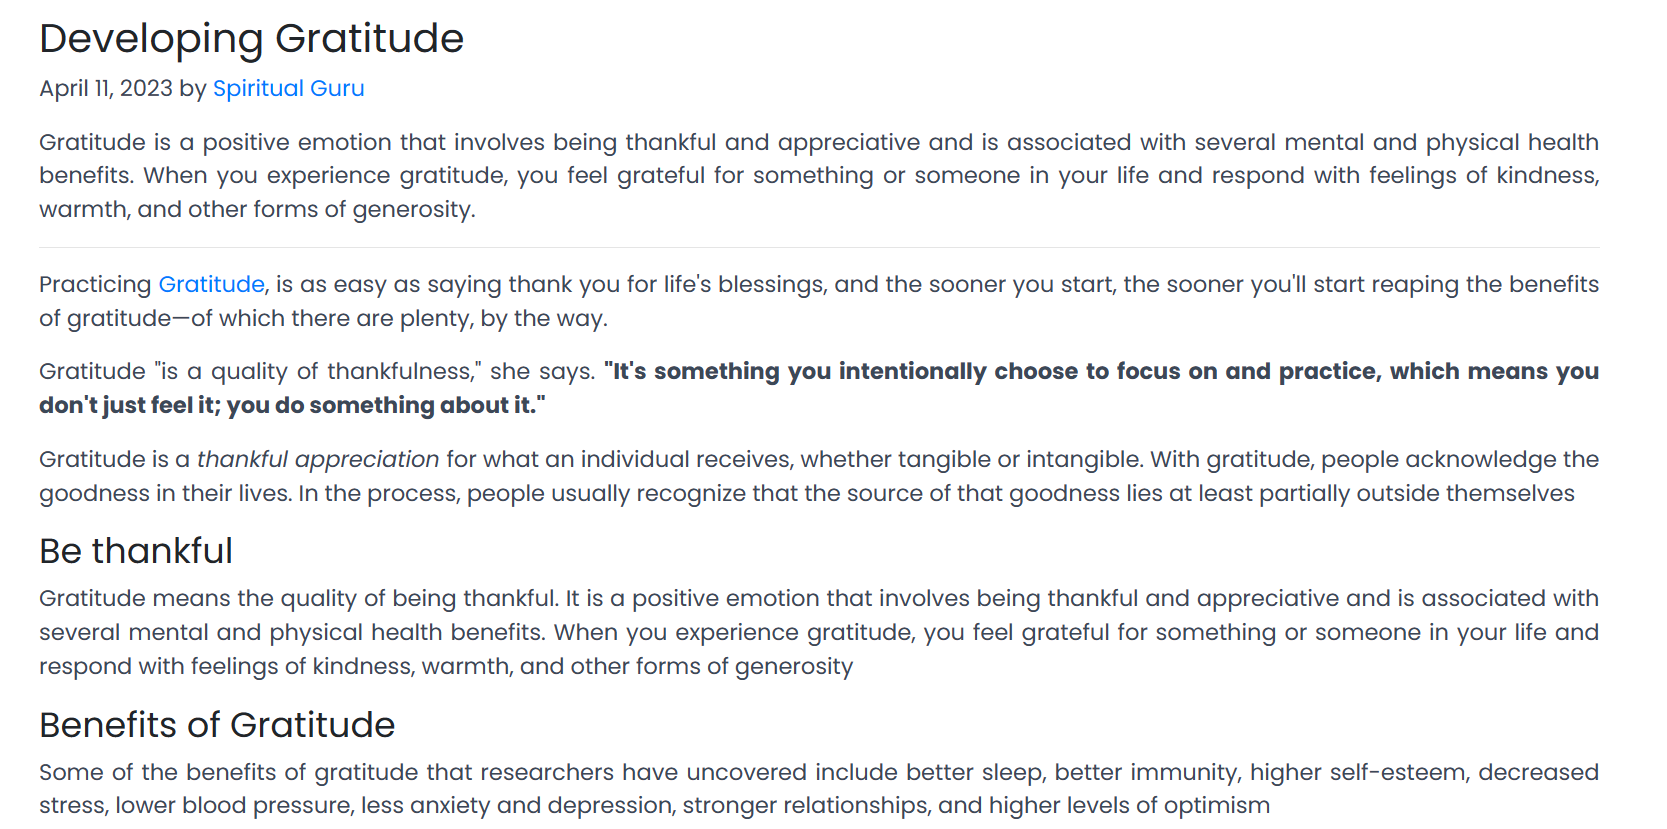 Developing Gratitude
April 11, 2023 by Spiritual Guru
Gratitude is a positive emotion that involves being thankful and appreciative and is associated with several mental and physical health
benefits. When you experience gratitude, you feel grateful for something or someone in your life and respond with feelings of kindness,
warmth, and other forms of generosity.
Practicing Gratitude, is as easy as saying thank you for life's blessings, and the sooner you start, the sooner you'll start reaping the benefits
of gratitude—of which there are plenty, by the way.
Gratitude "is a quality of thankfulness," she says. "It's something you intentionally choose to focus on and practice, which means you
don't just feel it; you do something about it."
Gratitude is a thankful appreciation for what an individual receives, whether tangible or intangible. With gratitude, people acknowledge the
goodness in their lives. In the process, people usually recognize that the source of that goodness lies at least partially outside themselves
Be thankful
Gratitude means the quality of being thankful. It is a positive emotion that involves being thankful and appreciative and is associated with
several mental and physical health benefits. When you experience gratitude, you feel grateful for something or someone in your life and
respond with feelings of kindness, warmth, and other forms of generosity
Benefits of Gratitude
Some of the benefits of gratitude that researchers have uncovered include better sleep, better immunity, higher self-esteem, decreased
stress, lower blood pressure, less anxiety and depression, stronger relationships, and higher levels of optimism